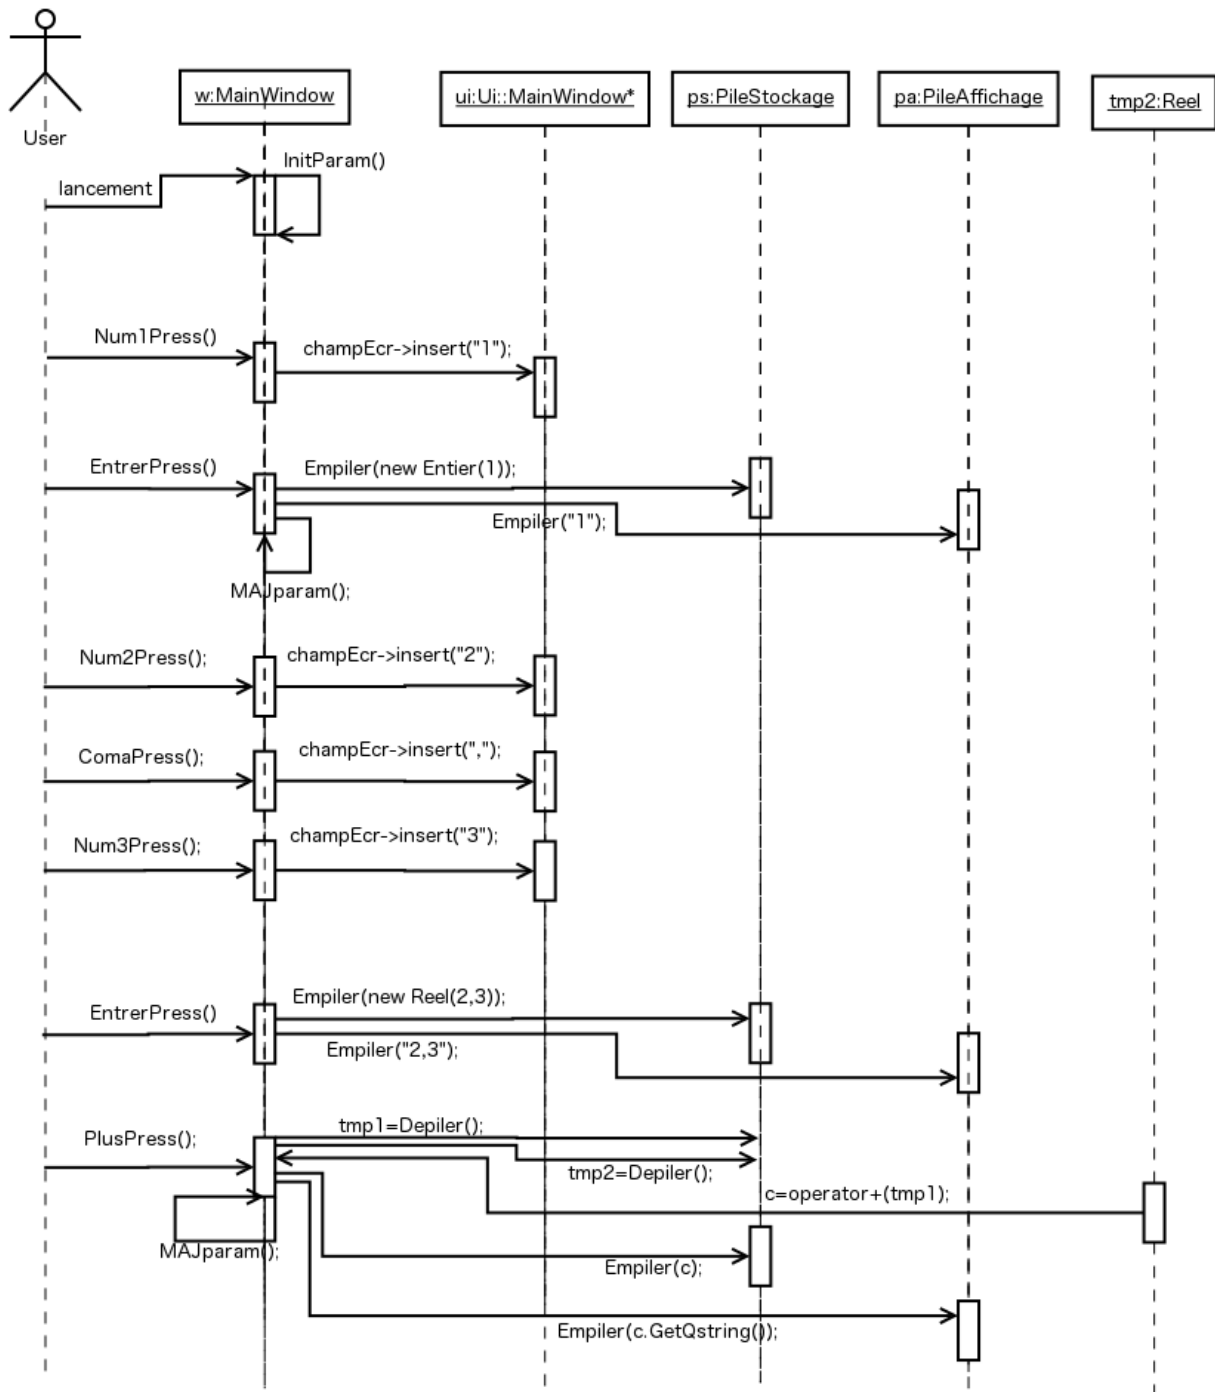 User
w:MainWindow
ui:Ui::MainWindow*
ps:PileStockage
pa:PileAffichage
tmp2:Reel
InitParam()
lancement
Num1Press()
champEcr->insert("1");
EntrerPress()
Empiler(new Entier(1));
Empiler("1");
MAJparam();
Num2Press();
champEcr->insert("2");
ComaPress();
champEcr->insert(",");
Num3Press();
champEcr->insert("3");
EntrerPress()
Empiler(new Reel(2,3));
Empiler("2,3");
PlusPress();
tmp1=Depiler();
tmp2=Depiler();
c=operator+(tmp1);
MAJparam();
Empiler(c);
Empiler(c.GetQstring());